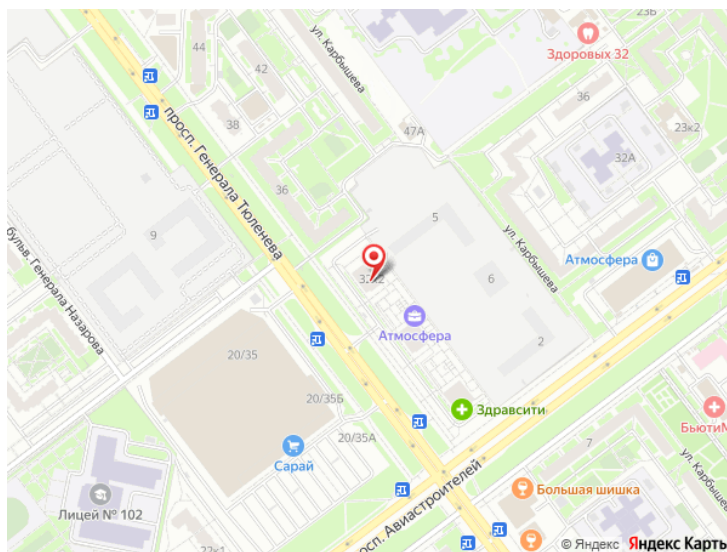 23Б
Здоровых 32
44
42
ул. Карбышева
36
38
47А
23к2
32А
просп. Генерала Тюленева
36
5
ул. Карбышева
9
бульв. Генерала Назарова
Атмосфера
6
Атмосфера
20/35
2
20/35Б
Здравсити
20/35А
Сарай
7
Лицей № 102
просп. Авиастроителей
Большая шишка
ул. Карбышева
© Яндекс Яндекс Карты